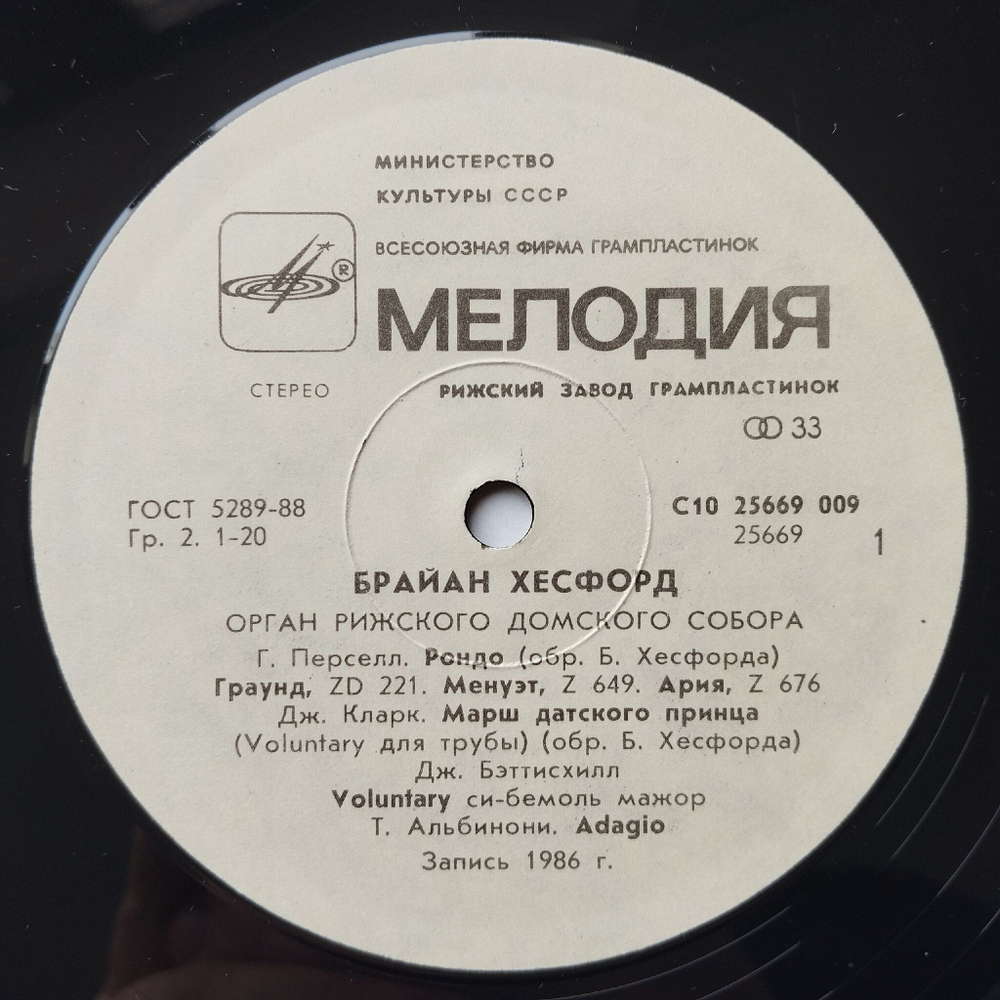 МИНИСТЕРСТВО
КУЛЬТУРЫ СССР
ВСЕСОЮЗНАЯ ФИРМА ГРАМПЛАСТИНОК
®
МЕЛОДИЯ
СТЕРЕО
РИЖСКИЙ ЗАВОД ГРАМПЛАСТИНОК
33
ГОСТ 5289-88
Гр. 2. 1-20
С10 25669 009
25669
1
БРАЙАН ХЕСФОРД
ОРГАН РИЖСКОГО ДОМСКОГО СОБОРА
Г. Перселл. Рондо (обр. Б. Хесфорда)
Граунд, ZD 221. Менуэт, Z 649. Ария, Z 676
Дж. Кларк. Марш датского принца
(Voluntary для трубы) (обр. Б. Хесфорда)
Дж. Бэттисхилл
Voluntary си-бемоль мажор
Т. Альбинони. Adagio
Запись 1986 г.